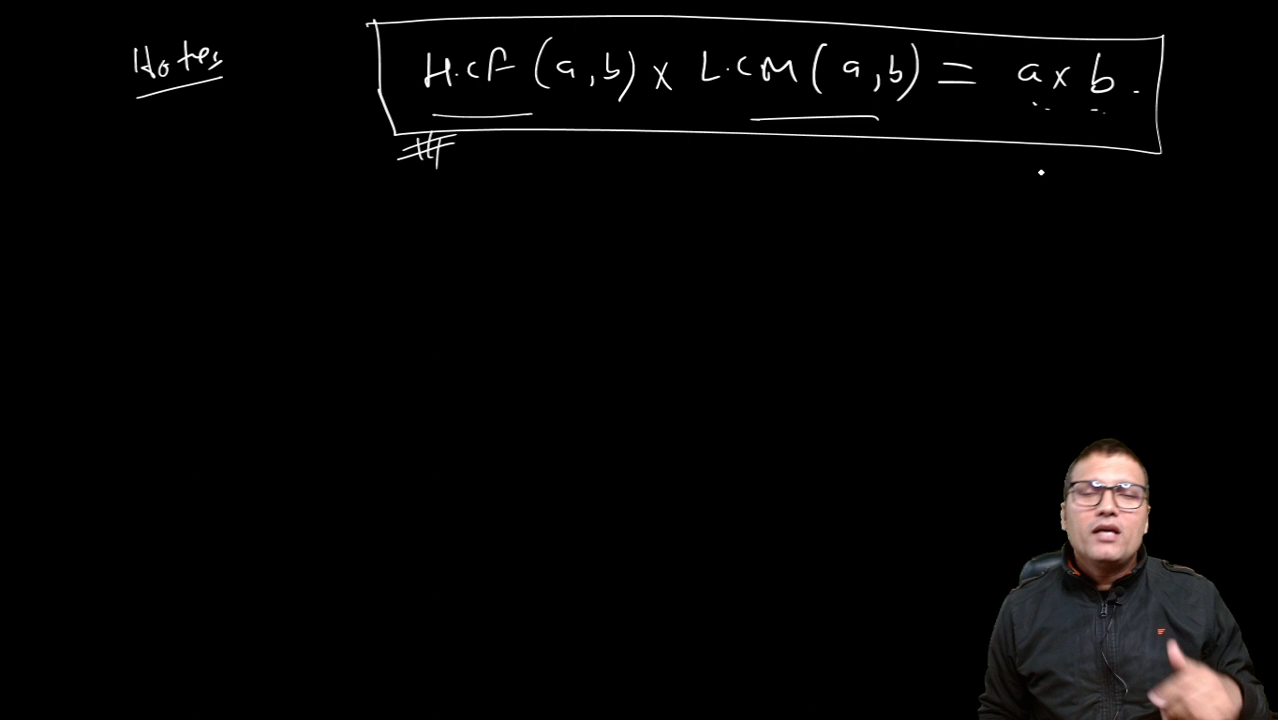 Notes
H.C.F (a,b) x L.C.M (a,b) = a x b.